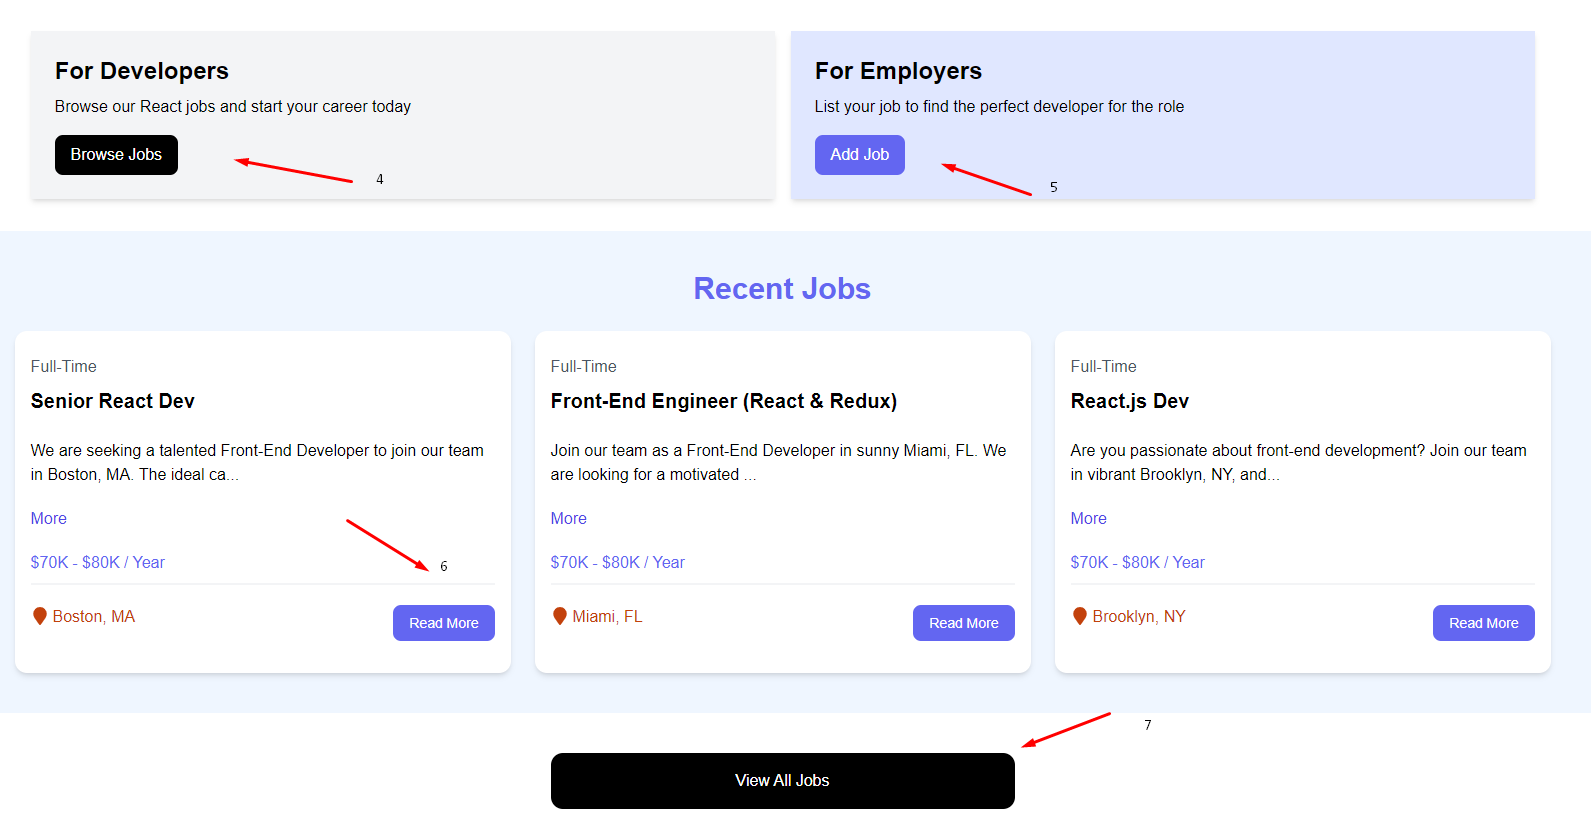 For Developers
Browse our React jobs and start your career today
Browse Jobs
4
For Employers
List your job to find the perfect developer for the role
Add Job
5
Recent Jobs
Full-Time
Senior React Dev
We are seeking a talented Front-End Developer to join our team
in Boston, MA. The ideal ca...
More
$70K - $80K / Year
6
Boston, MA
Read More
Full-Time
Front-End Engineer (React & Redux)
Join our team as a Front-End Developer in sunny Miami, FL. We
are looking for a motivated ...
More
$70K - $80K / Year
Miami, FL
Read More
Full-Time
React.js Dev
Are you passionate about front-end development? Join our team
in vibrant Brooklyn, NY, and...
More
$70K - $80K / Year
Brooklyn, NY
Read More
7
View All Jobs